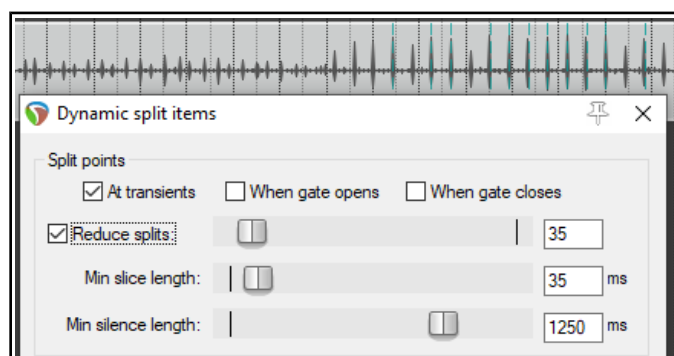 Dynamic split items
Split points
At transients When gate opens When gate closes
Reduce splits: 35
Min slice length: 35 ms
Min silence length: 1250 ms